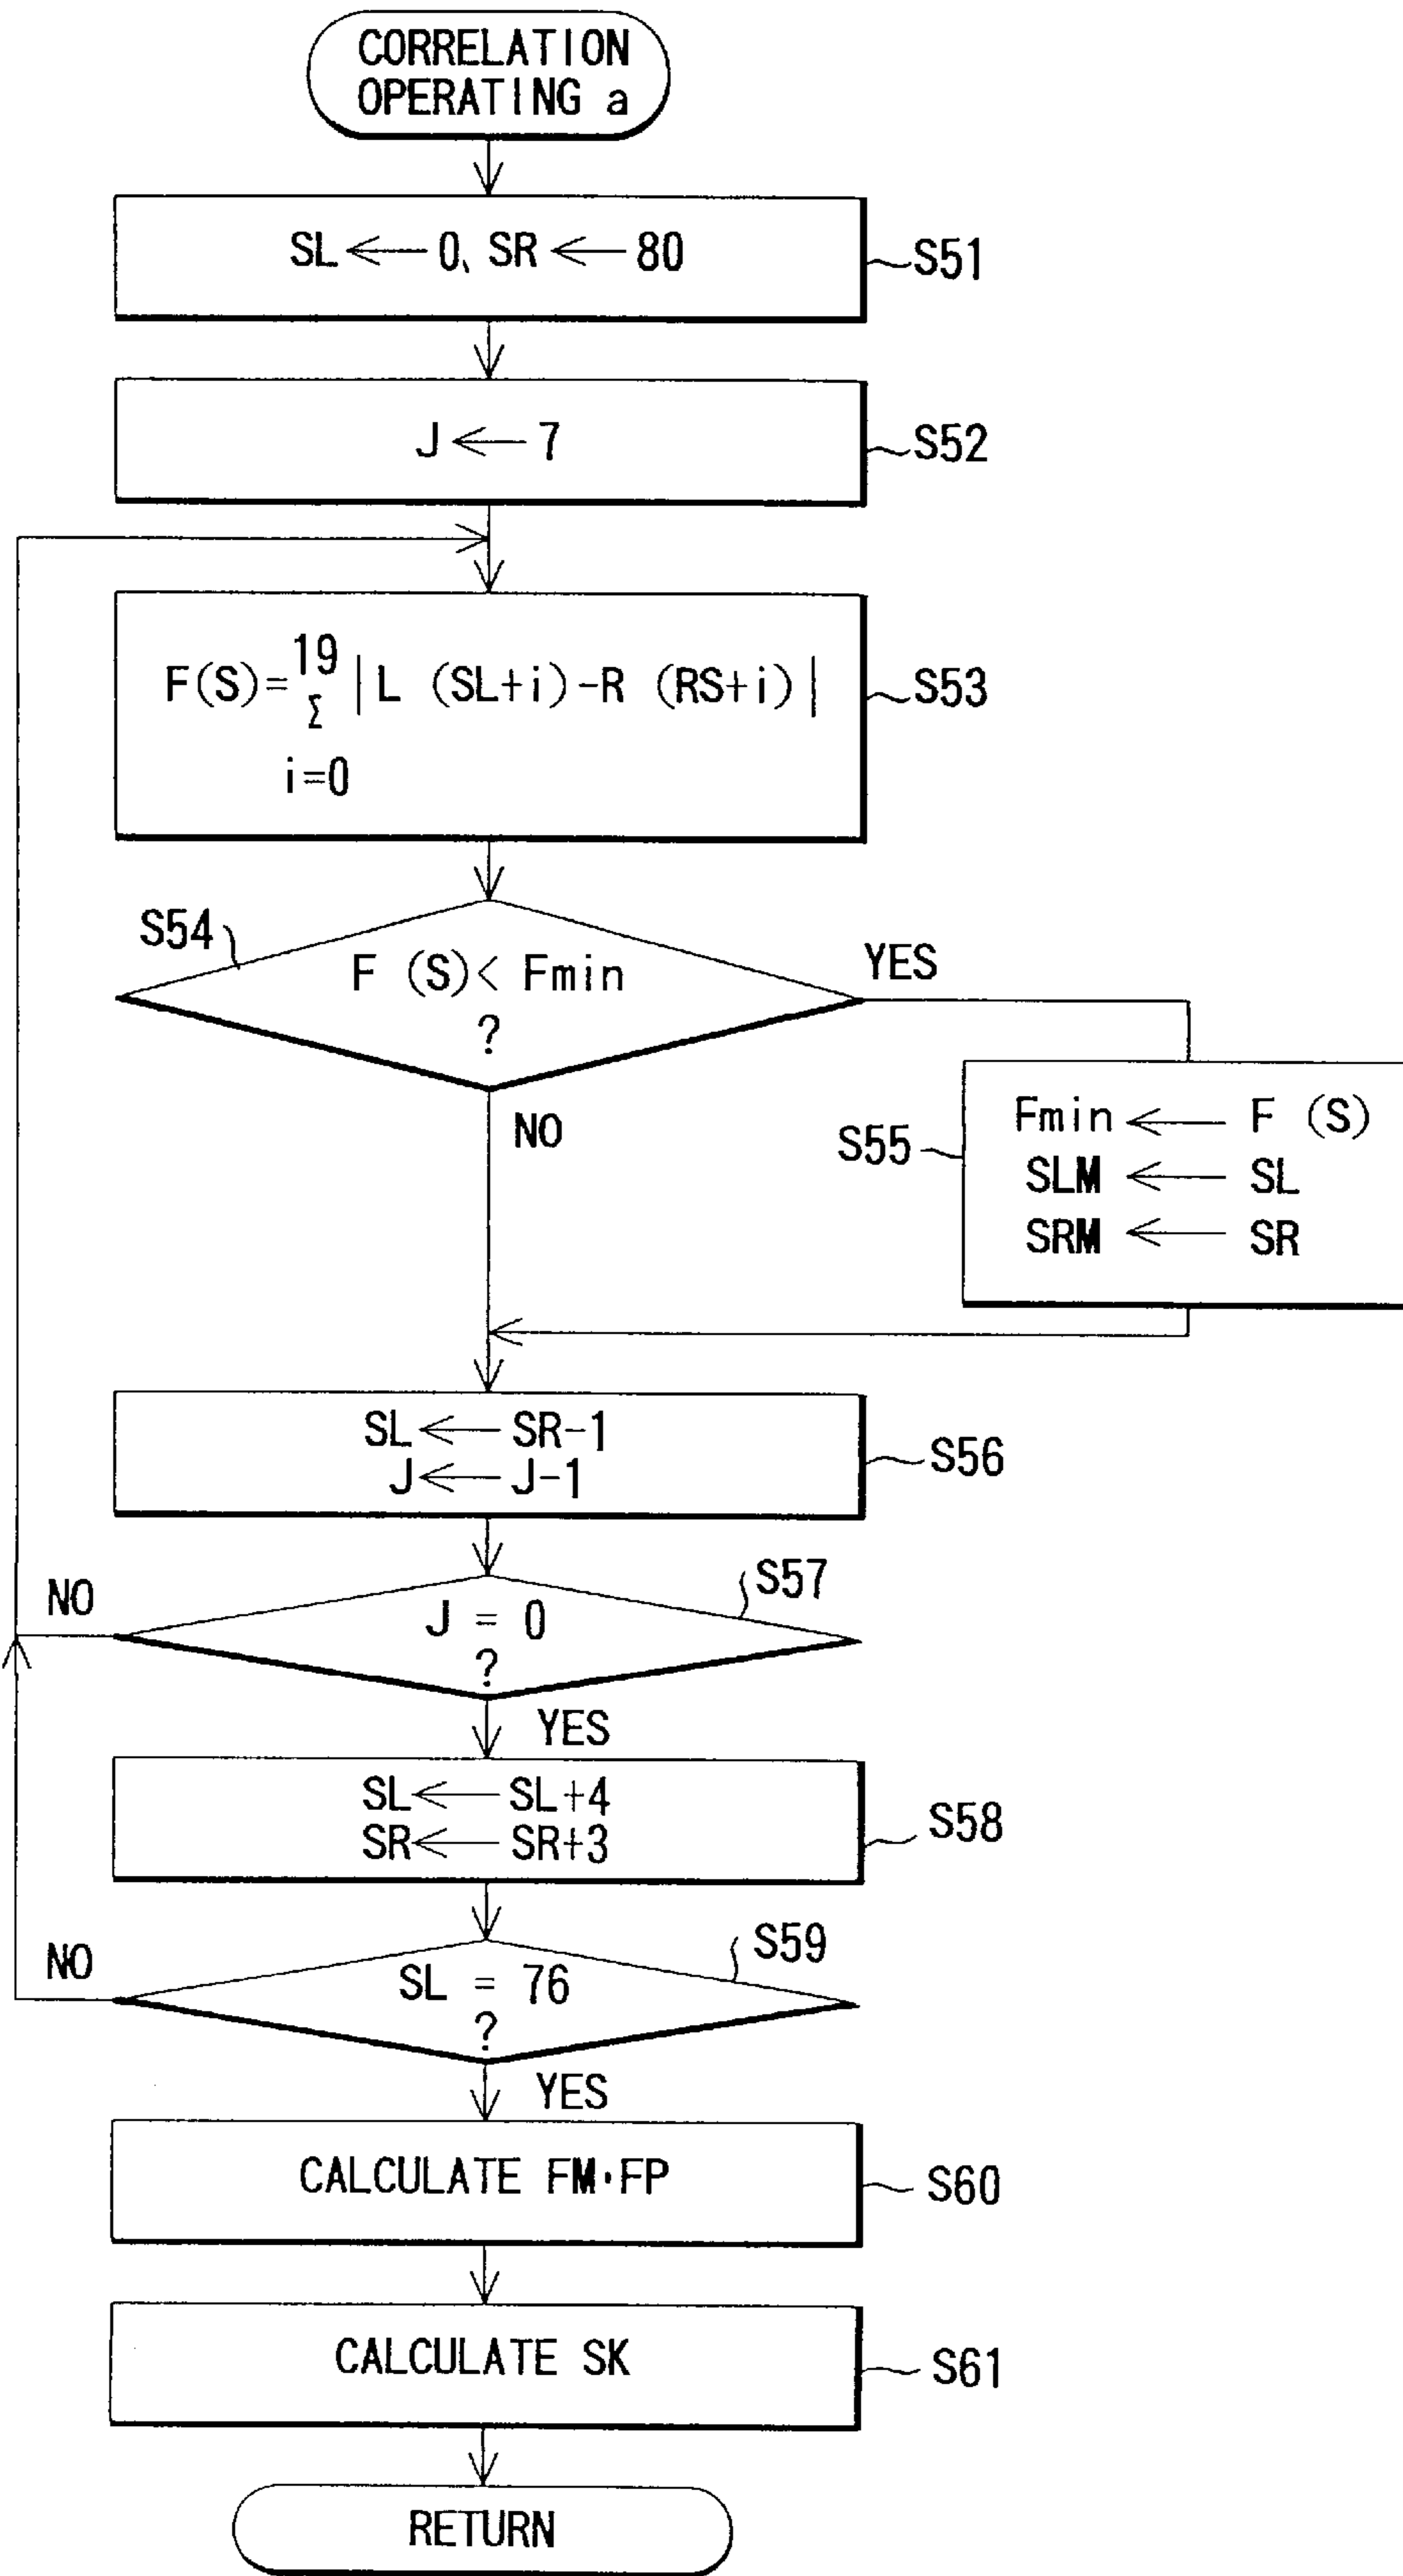 CORRELATION
OPERATING a
SL ← 0, SR ← 80
S51
J ← 7
S52
F(S)= 19 Σ i=0 | L (SL+i)-R (RS+i) |
S53
S54
F (S)< Fmin
?
YES
NO
S55
Fmin ← F (S)
SLM ← SL
SRM ← SR
SL ← SR-1
J ← J-1
S56
S57
NO
J = 0
?
YES
SL ← SL+4
SR ← SR+3
S58
S59
NO
SL = 76
?
YES
CALCULATE FM·FP
S60
CALCULATE SK
S61
RETURN